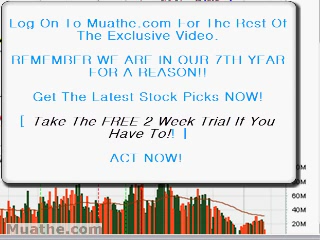 Log On To Muathe.com For The Rest Of
The Exclusive Video.
REMEMBER WE ARE IN OUR 7TH YEAR
FOR A REASON!!
Get The Latest Stock Picks NOW!
[ Take The FREE 2 Week Trial If You
Have To!! ]
ACT NOW!
80M
60M
40M
20M
Muathe.com